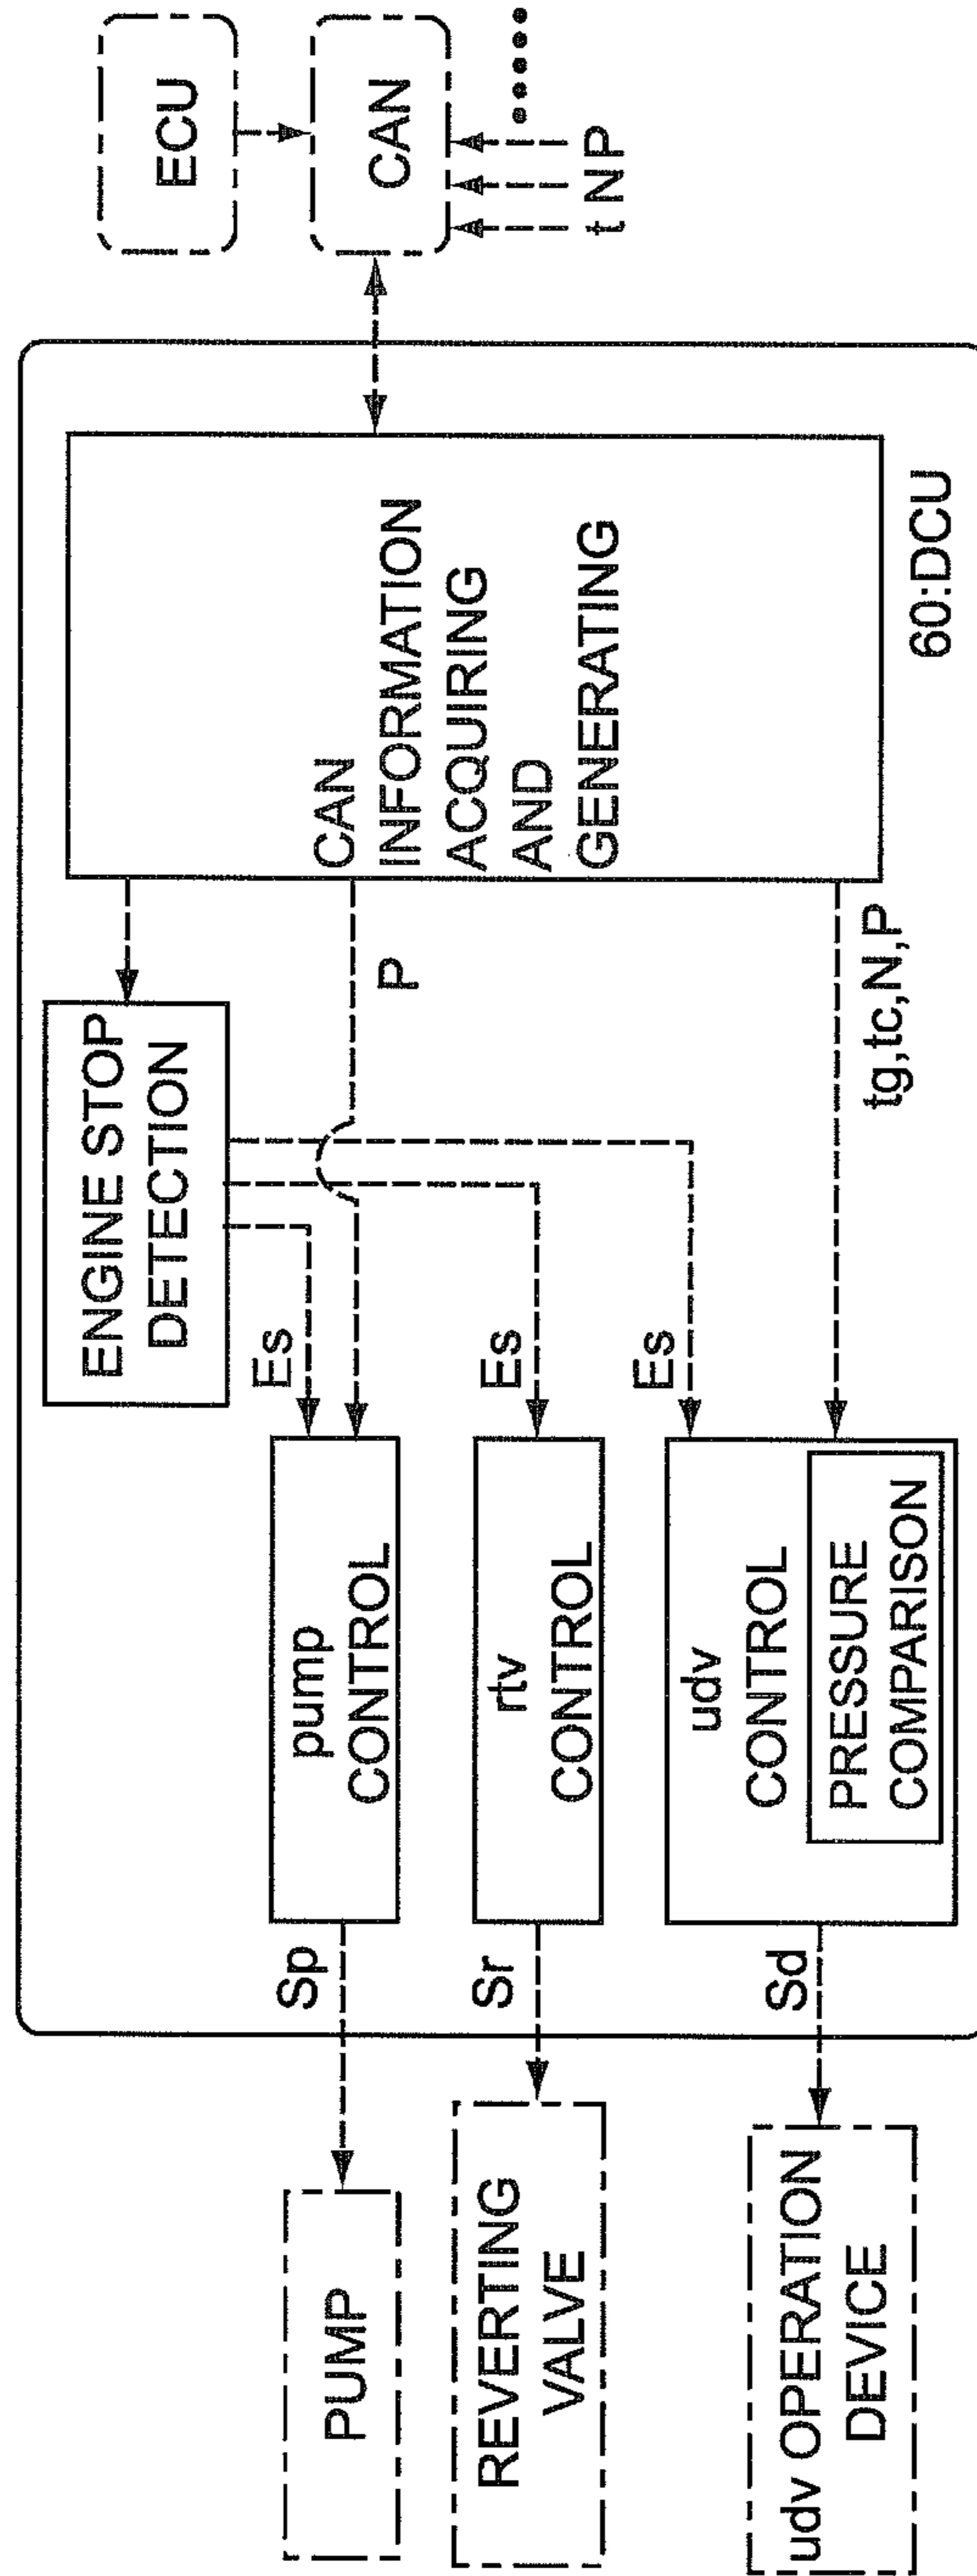 ECU
CAN
t N P
•••••
CAN
INFORMATION
ACQUIRING
AND
GENERATING
60:DCU
ENGINE STOP
DETECTION
P
tg,tc,N,P
Es
Es
Es
pump
CONTROL
rtv
CONTROL
udv
CONTROL
PRESSURE
COMPARISON
Sp
Sr
Sd
PUMP
REVERTING
VALVE
udv OPERATION
DEVICE